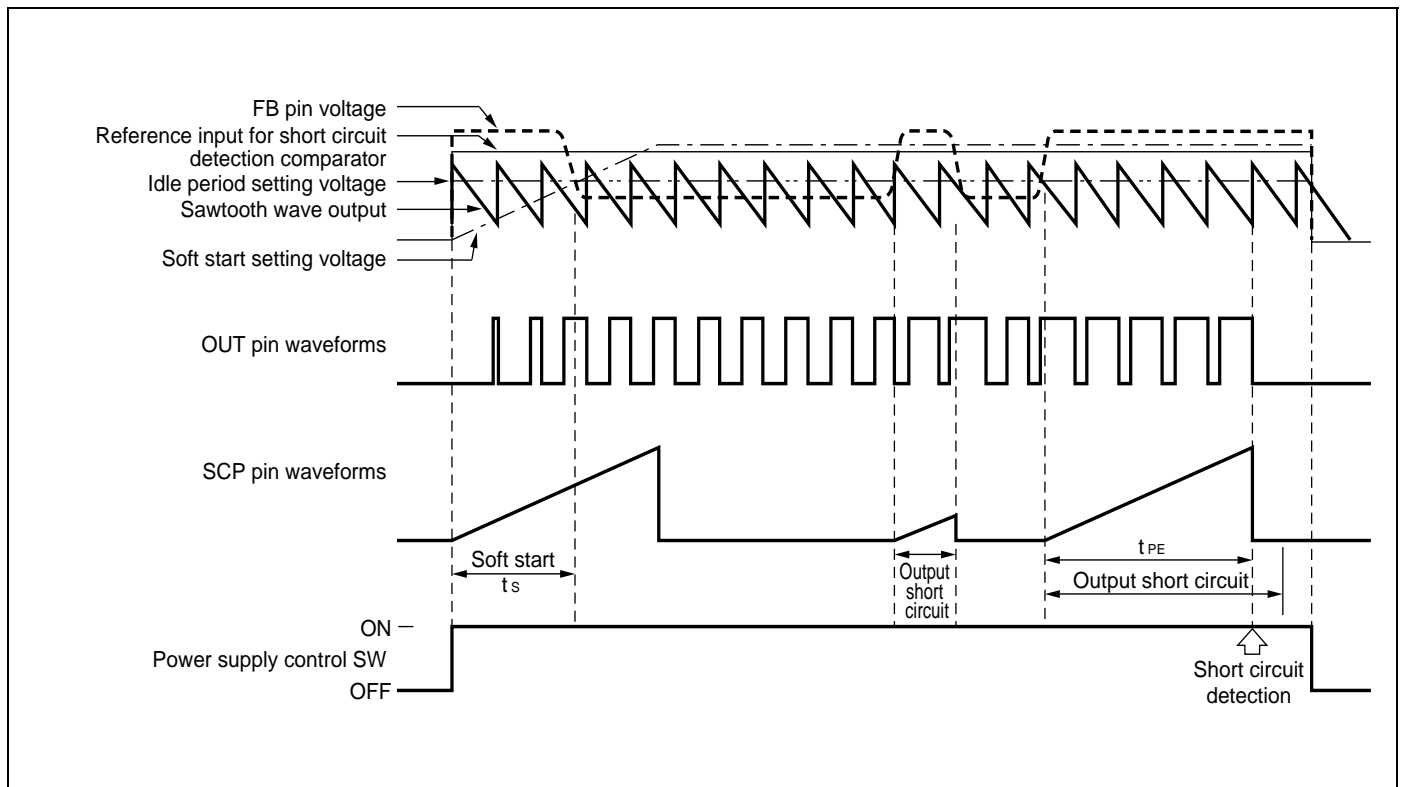 FB pin voltage
Reference input for short circuit
detection comparator
Idle period setting voltage
Sawtooth wave output
Soft start setting voltage
OUT pin waveforms
SCP pin waveforms
Soft start
ts
Output
short
circuit
tPE
Output short circuit
ON
Power supply control SW
OFF
Short circuit
detection